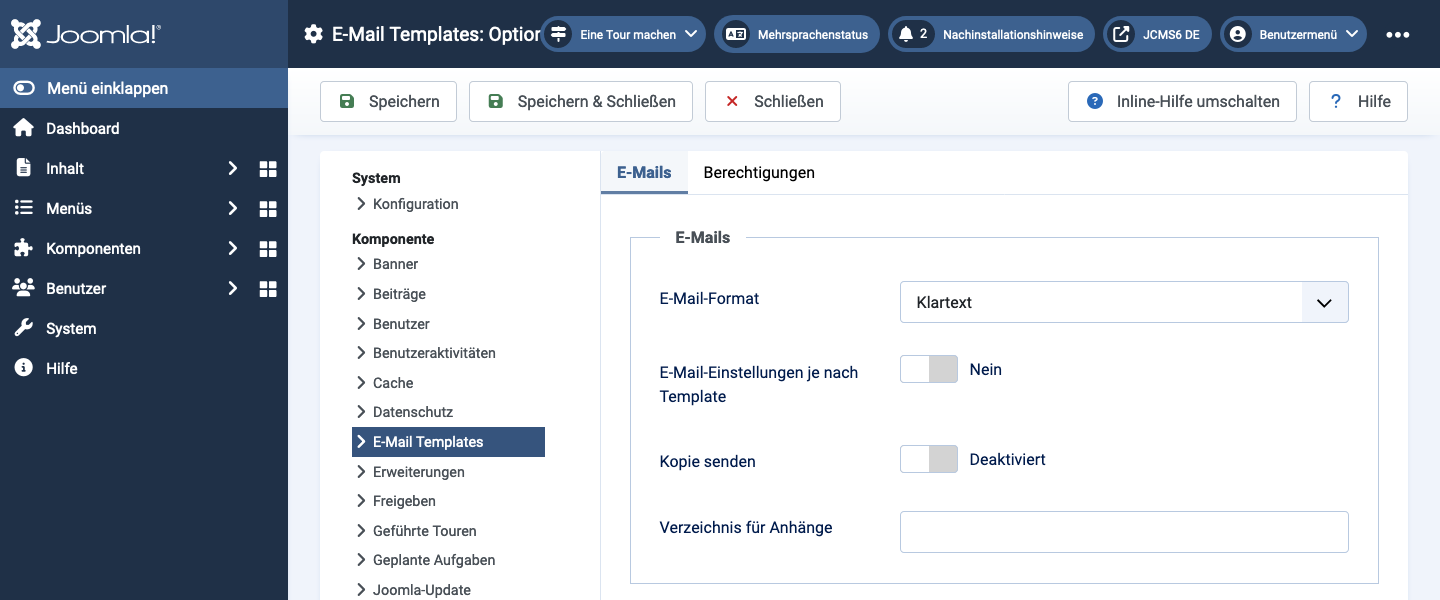 Joomla!®
E-Mail Templates: Option
Eine Tour machen
Mehrsprachenstatus
2
Nachinstallationshinweise
JCMS6 DE
Benutzermenü
Menü einklappen
Dashboard
Inhalt
Menüs
Komponenten
Benutzer
System
Hilfe
Speichern
Speichern & Schließen
Schließen
Inline-Hilfe umschalten
Hilfe
System
Konfiguration
Komponente
Banner
Beiträge
Benutzer
Benutzeraktivitäten
Cache
Datenschutz
E-Mail Templates
Erweiterungen
Freigeben
Geführte Touren
Geplante Aufgaben
Joomla-Update
E-Mails
Berechtigungen
E-Mails
E-Mail-Format
Klartext
E-Mail-Einstellungen je nach
Template
Nein
Kopie senden
Deaktiviert
Verzeichnis für Anhänge